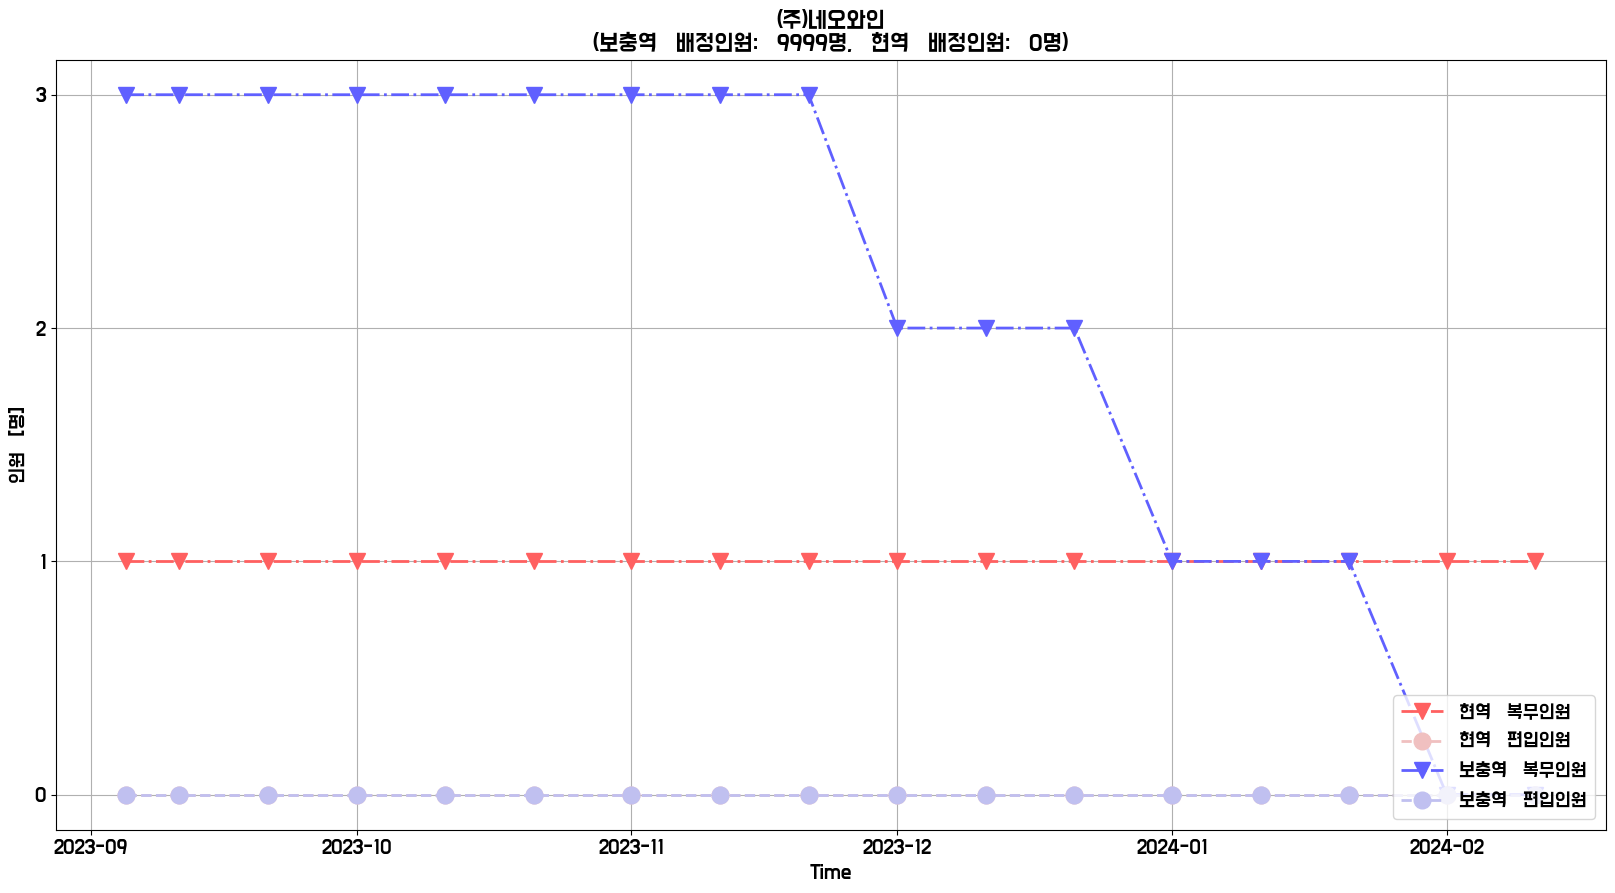 (주)네오와인
(보충역 배정인원: 9999명, 현역 배정인원: 0명)
인원 [명]
3
2
1
0
현역 복무인원
현역 편입인원
보충역 복무인원
보충역 편입인원
2023-09 2023-10 2023-11 2023-12 2024-01 2024-02
Time